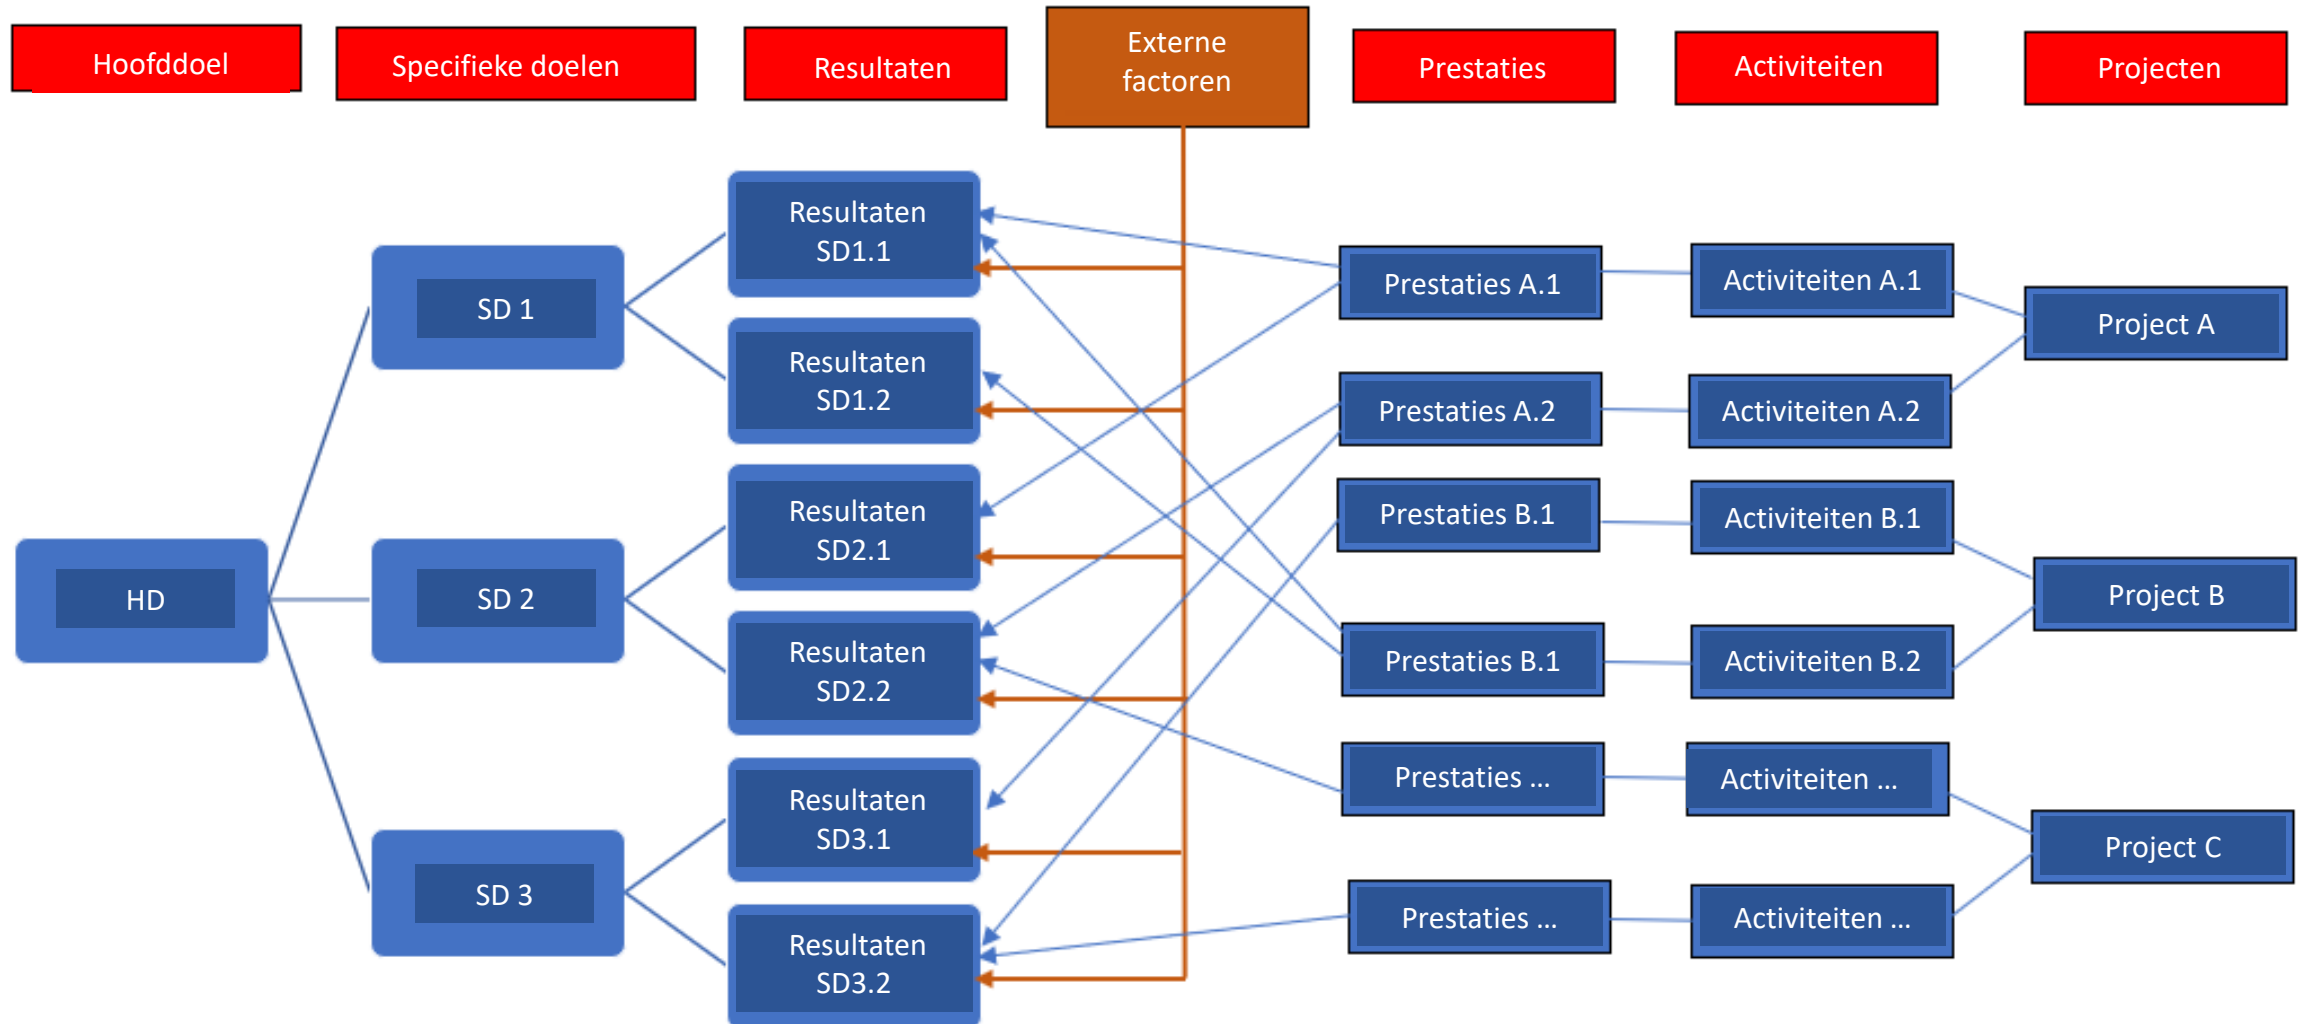 Hoofddoel
Specifieke doelen
Resultaten
Externe
factoren
Prestaties
Activiteiten
Projecten
HD
SD 1
SD 2
SD 3
Resultaten
SD1.1
Resultaten
SD1.2
Resultaten
SD2.1
Resultaten
SD2.2
Resultaten
SD3.1
Resultaten
SD3.2
Prestaties A.1
Prestaties A.2
Prestaties B.1
Prestaties B.1
Prestaties ...
Prestaties ...
Activiteiten A.1
Activiteiten A.2
Activiteiten B.1
Activiteiten B.2
Activiteiten ...
Activiteiten ...
Project A
Project B
Project C